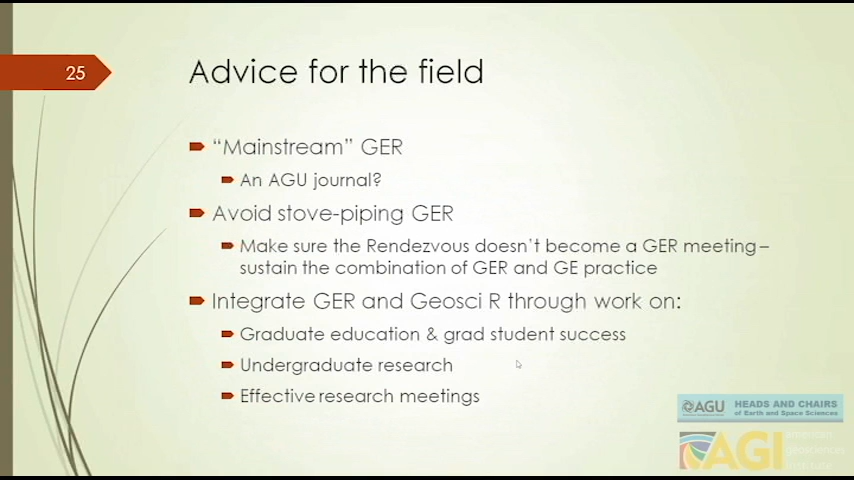 25
Advice for the field
"Mainstream" GER
An AGU journal?
Avoid stove-piping GER
Make sure the Rendezvous doesn't become a GER meeting –
sustain the combination of GER and GE practice
Integrate GER and Geosci R through work on:
Graduate education & grad student success
Undergraduate research
Effective research meetings
AGU
HEADS AND CHAIRS
of Earth and Space Sciences
AGI
american
geosciences
institute